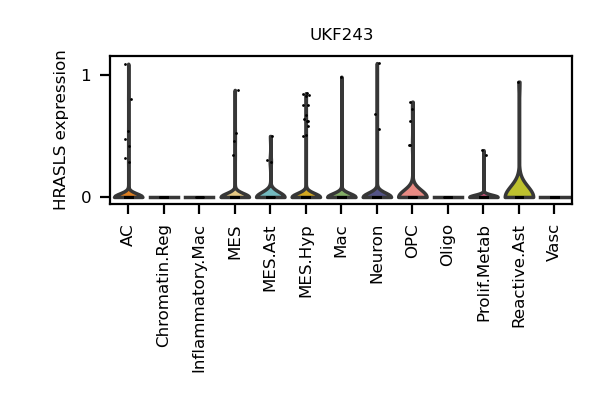 UKF243
HRASLS expression
1
0
AC
Chromatin.Reg
Inflammatory.Mac
MES
MES.Ast
MES.Hyp
Mac
Neuron
OPC
Oligo
Prolif.Metab
Reactive.Ast
Vasc